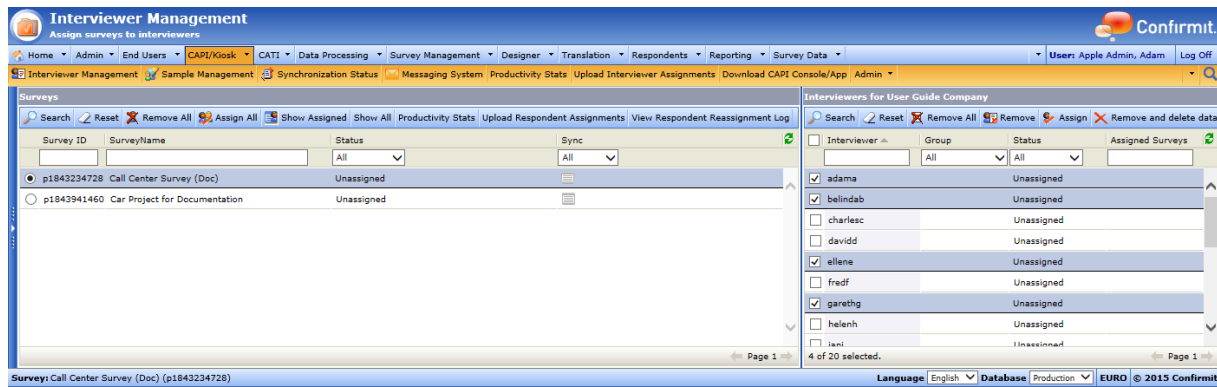 Interviewer Management
Assign surveys to interviewers
Confirmit.
Home Admin End Users CAPI/Kiosk CATI Data Processing Survey Management Designer Translation Respondents Reporting Survey Data User: Apple Admin, Adam Log Off
Interviewer Management Sample Management Synchronization Status Messaging System Productivity Stats Upload Interviewer Assignments Download CAPI Console/App Admin
Surveys
Search Reset Remove All Assign All Show Assigned Show All Productivity Stats Upload Respondent Assignments View Respondent Reassignment Log
Survey ID SurveyName Status Sync
All All
p1843234728 Call Center Survey (Doc) Unassigned
p1843941460 Car Project for Documentation Unassigned
Page 1
Interviewers for User Guide Company
Search Reset Remove All Remove Assign Remove and delete data
Interviewer Group Status Assigned Surveys
All All
adama Unassigned
belindab Unassigned
charlesc Unassigned
davidd Unassigned
ellene Unassigned
fredf Unassigned
garethg Unassigned
helenh Unassigned
4 of 20 selected. Page 1
Survey: Call Center Survey (Doc) (p1843234728) Language English Database Production EURO © 2015 Confirmit